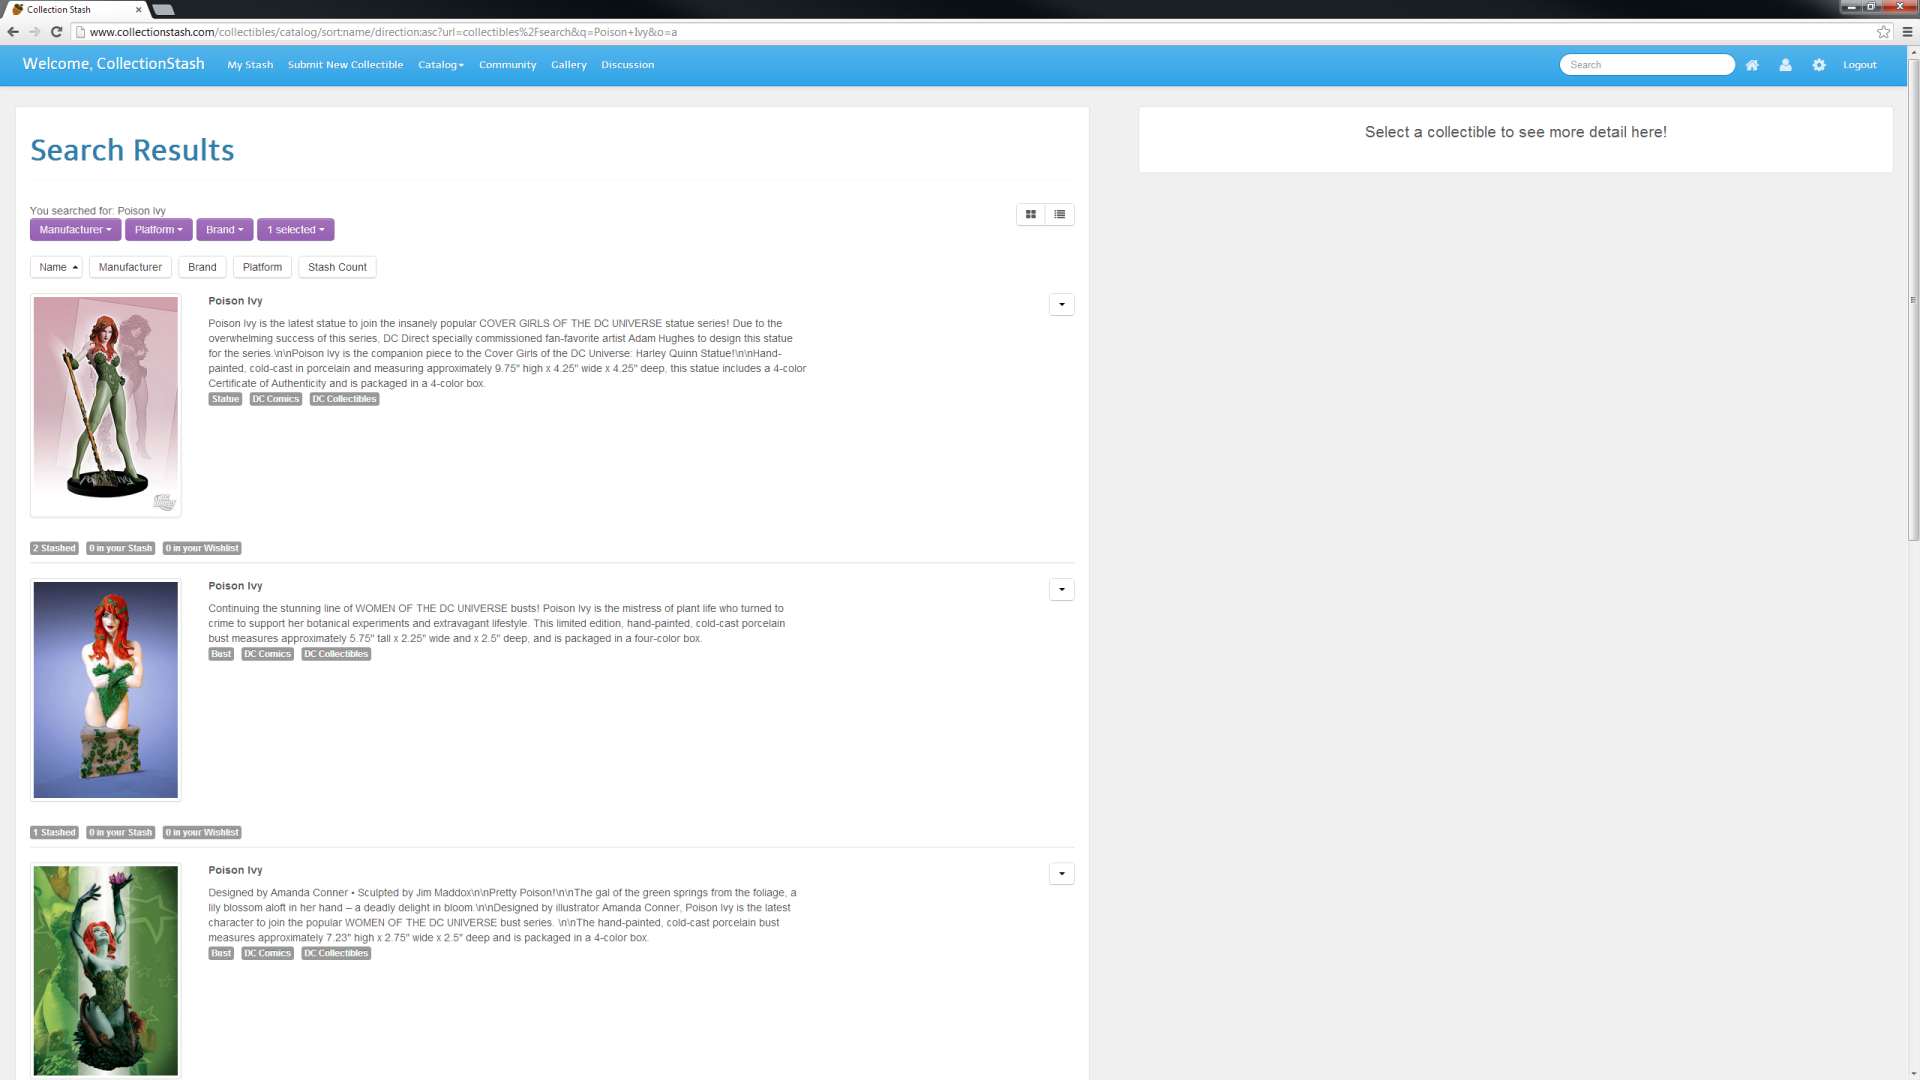 Collection Stash
www.collectionstash.com/collectibles/catalog/sort:name/direction:asc?url=collectibles%2Fsearch&q=Poison+Ivy&o=a
Welcome, CollectionStash My Stash Submit New Collectible Catalog Community Gallery Discussion Search Logout
Search Results
Select a collectible to see more detail here!
You searched for: Poison Ivy
Manufacturer Platform Brand 1 selected
Name Manufacturer Brand Platform Stash Count
Poison Ivy
Poison Ivy is the latest statue to join the insanely popular COVER GIRLS OF THE DC UNIVERSE statue series! Due to the
overwhelming success of this series, DC Direct specially commissioned fan-favorite artist Adam Hughes to design this statue
for the series.\n\nPoison Ivy is the companion piece to the Cover Girls of the DC Universe: Harley Quinn Statue!\n\nHand-
painted, cold-cast in porcelain and measuring approximately 9.75" high x 4.25" wide x 4.25" deep, this statue includes a 4-color
Certificate of Authenticity and is packaged in a 4-color box.
Statue DC Comics DC Collectibles
2 Stashed 0 in your Stash 0 in your Wishlist
Poison Ivy
Continuing the stunning line of WOMEN OF THE DC UNIVERSE busts! Poison Ivy is the mistress of plant life who turned to
crime to support her botanical experiments and extravagant lifestyle. This limited edition, hand-painted, cold-cast porcelain
bust measures approximately 5.75" tall x 2.25" wide and x 2.5" deep, and is packaged in a four-color box.
Bust DC Comics DC Collectibles
1 Stashed 0 in your Stash 0 in your Wishlist
Poison Ivy
Designed by Amanda Conner • Sculpted by Jim Maddox\n\nPretty Poison!\n\nThe gal of the green springs from the foliage, a
lily blossom aloft in her hand – a deadly delight in bloom.\n\nDesigned by illustrator Amanda Conner, Poison Ivy is the latest
character to join the popular WOMEN OF THE DC UNIVERSE bust series. \n\nThe hand-painted, cold-cast porcelain bust
measures approximately 7.23" high x 2.75" wide x 2.5" deep and is packaged in a 4-color box.
Bust DC Comics DC Collectibles